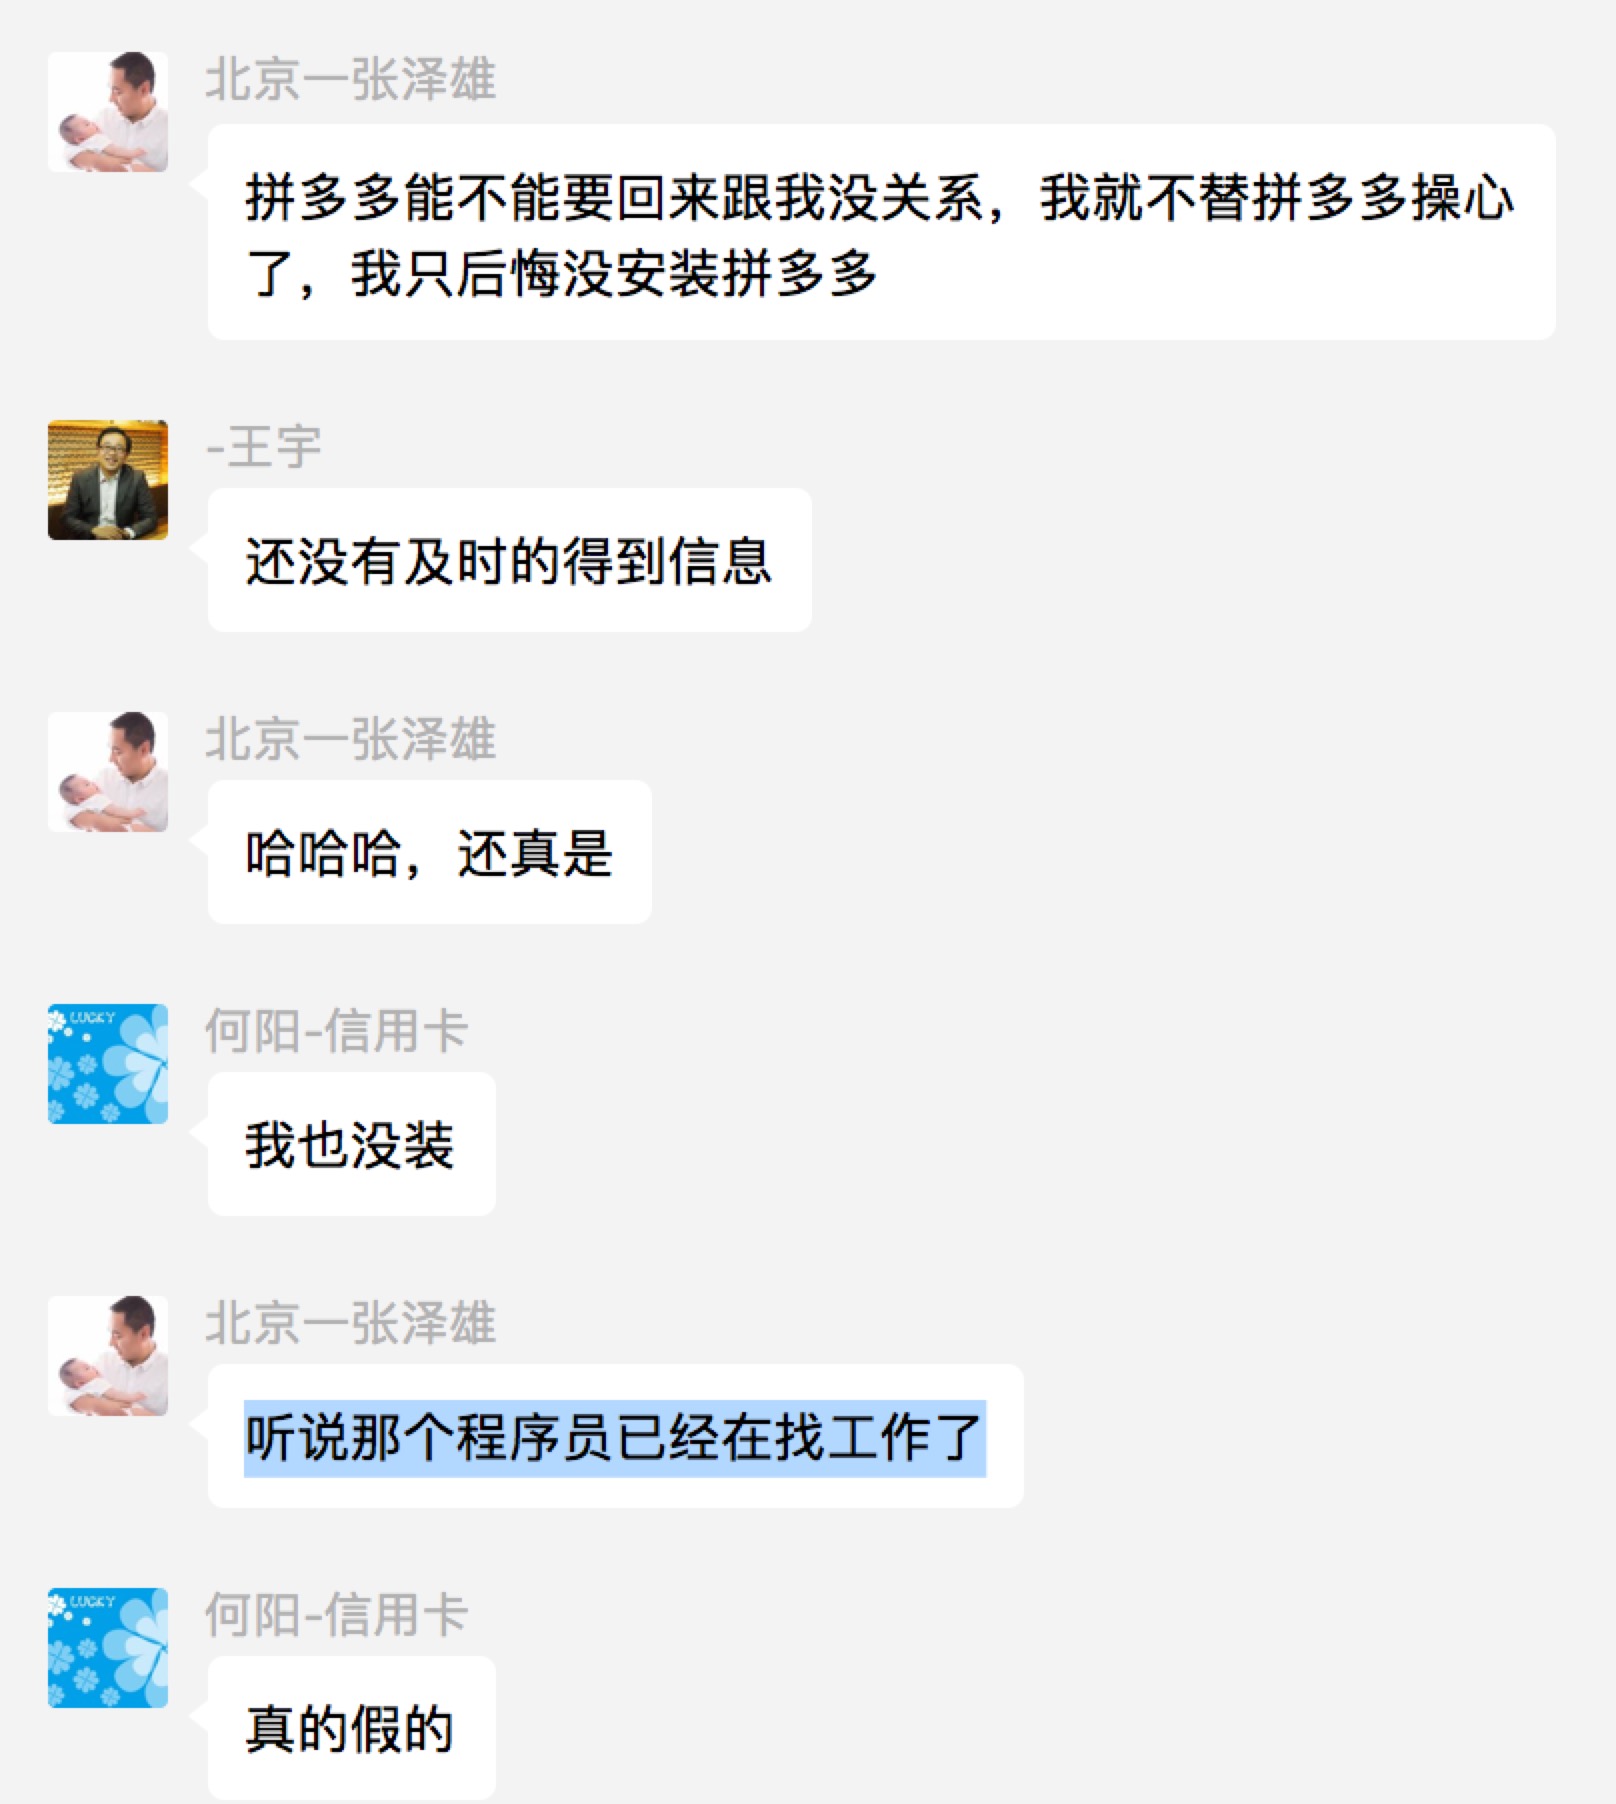 北京一张泽雄
拼多多能不能要回来跟我没关系，我就不替拼多多操心
了，我只后悔没安装拼多多
-王宇
还没有及时的得到信息
北京一张泽雄
哈哈哈，还真是
LUCKY
何阳-信用卡
我也没装
北京一张泽雄
听说那个程序员已经在找工作了
LUCKY
何阳-信用卡
真的假的